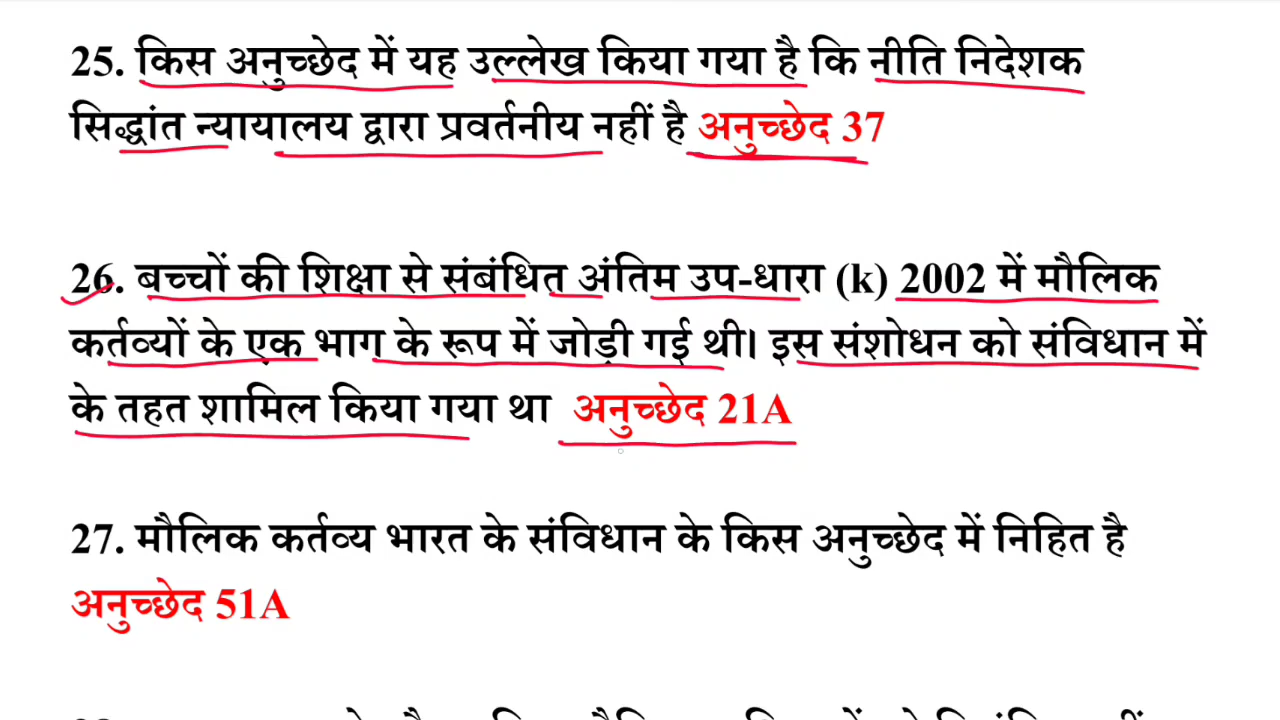 25. किस अनुच्छेद में यह उल्लेख किया गया है कि नीति निदेशक
सिद्धांत न्यायालय द्वारा प्रवर्तनीय नहीं है अनुच्छेद 37
26. बच्चों की शिक्षा से संबंधित अंतिम उप-धारा (k) 2002 में मौलिक
कर्तव्यों के एक भाग के रूप में जोड़ी गई थी। इस संशोधन को संविधान में
के तहत शामिल किया गया था अनुच्छेद 21A
27. मौलिक कर्तव्य भारत के संविधान के किस अनुच्छेद में निहित है
अनुच्छेद 51A